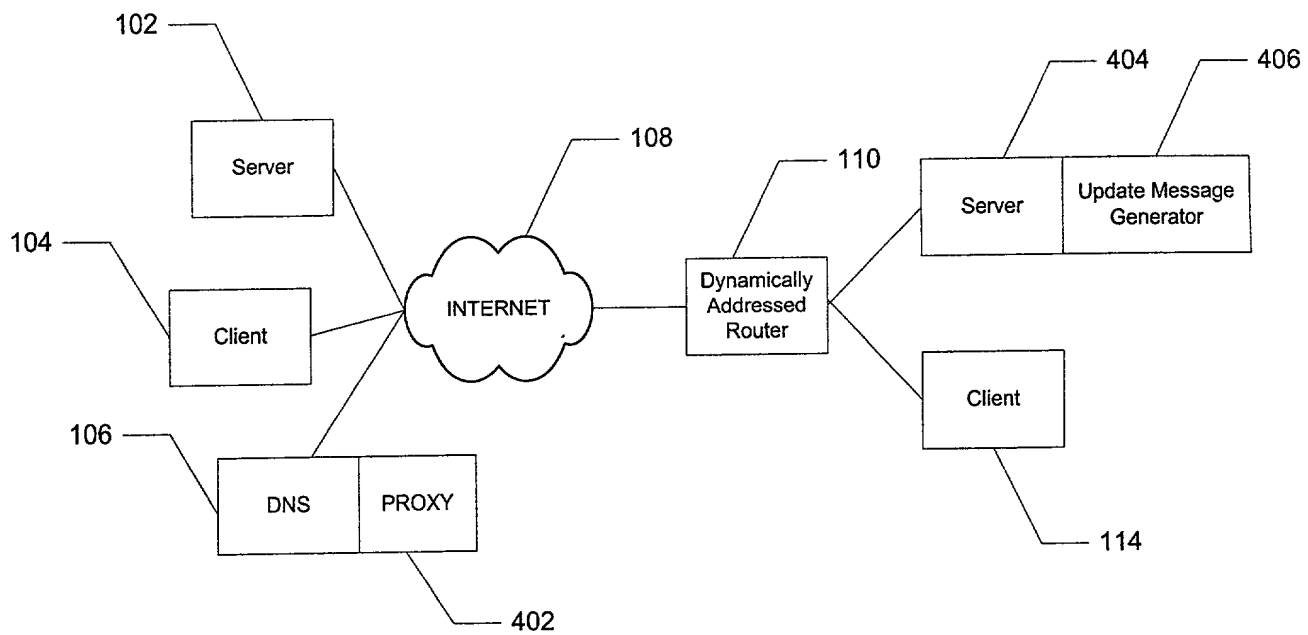 102
404
406
108
110
Server
Server
Update Message
Generator
104
Dynamically
Addressed
Router
INTERNET
Client
Client
106
DNS
PROXY
114
402